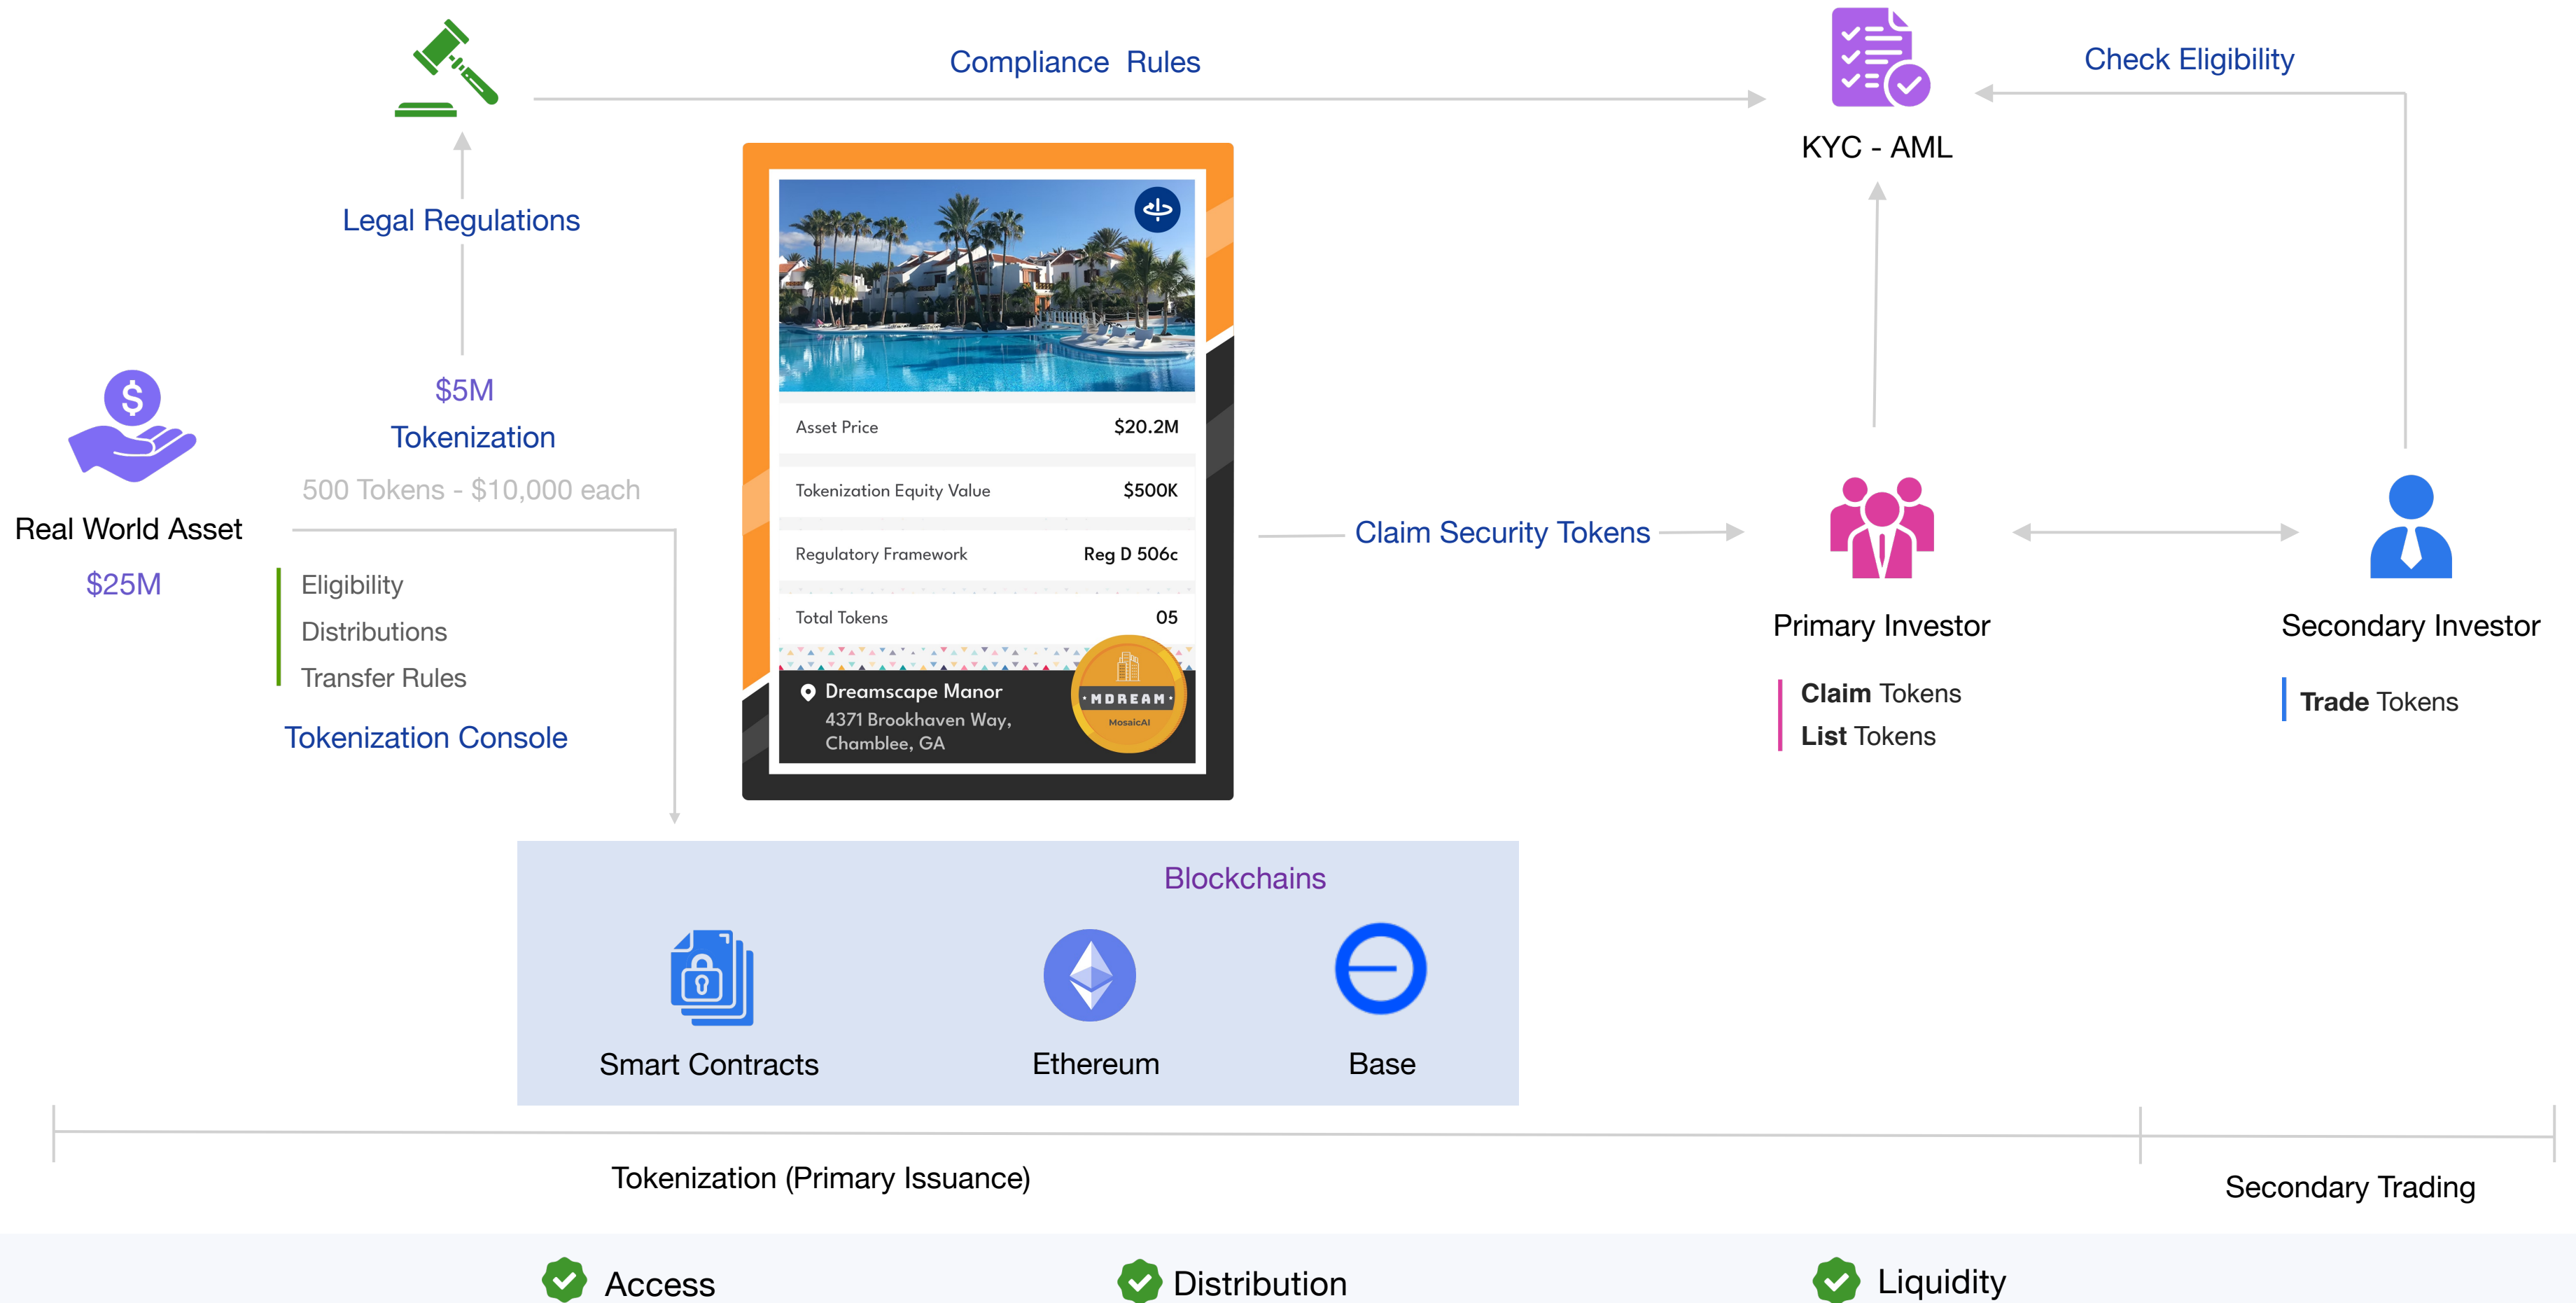 Compliance Rules
Check Eligibility
KYC - AML
Legal Regulations
$5M
Tokenization
500 Tokens - $10,000 each
$
Real World Asset
$25M
Eligibility
Distributions
Transfer Rules
Tokenization Console
Asset Price $20.2M
Tokenization Equity Value $500K
Regulatory Framework Reg D 506c
Total Tokens 05
Dreamscape Manor
4371 Brookhaven Way,
Chamblee, GA
· MDREAM ·
MosaicAI
Claim Security Tokens
Primary Investor
Claim Tokens
List Tokens
Secondary Investor
Trade Tokens
Blockchains
Smart Contracts
Ethereum
Base
Tokenization (Primary Issuance)
Secondary Trading
Access
Distribution
Liquidity